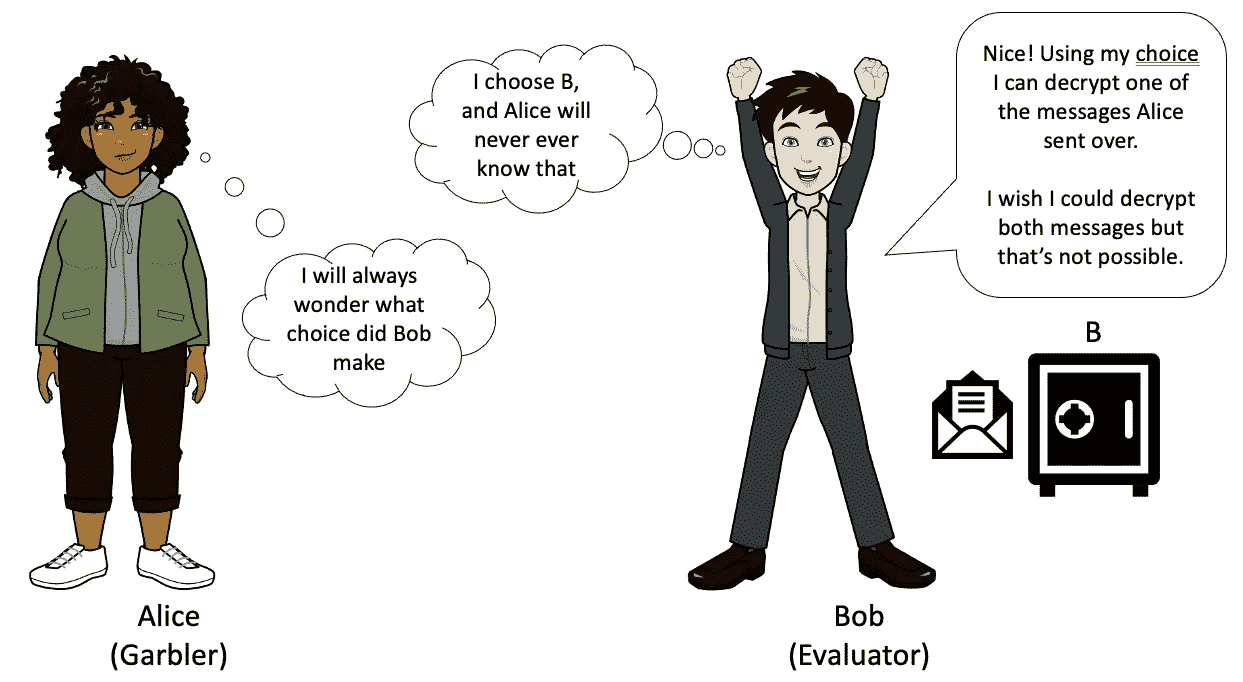 I choose B,
and Alice will
never ever
know that
Nice! Using my choice
I can decrypt one of
the messages Alice
sent over.
I wish I could decrypt
both messages but
that's not possible.
I will always
wonder what
choice did Bob
make
B
Alice
(Garbler)
Bob
(Evaluator)